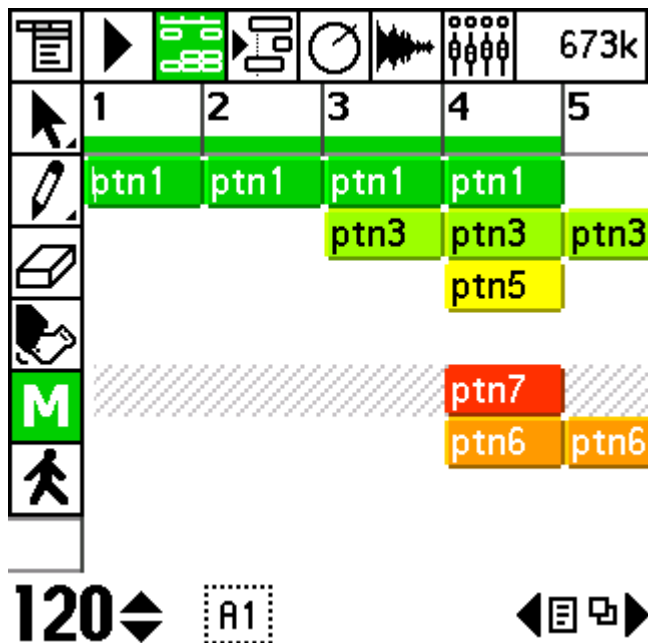 673k
1 2 3 4 5
ptn1 ptn1 ptn1 ptn1
ptn3 ptn3 ptn3
ptn5
M ptn7
ptn6 ptn6
120 A1